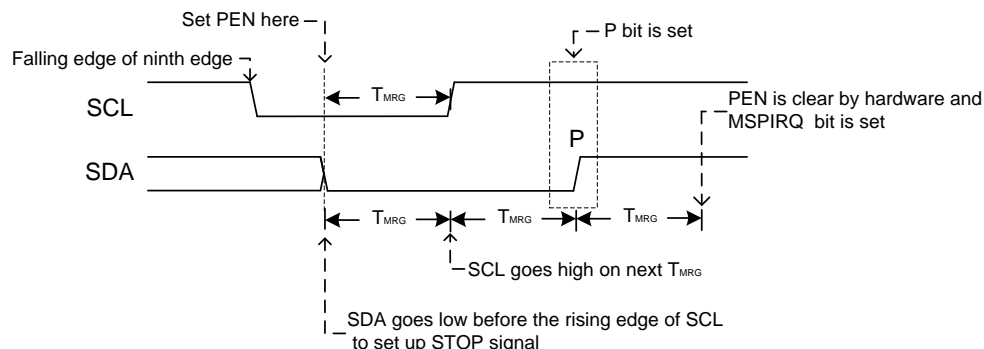 Set PEN here
P bit is set
Falling edge of ninth edge
SCL
TMRG
PEN is clear by hardware and
MSPIRQ bit is set
P
SDA
TMRG
TMRG
TMRG
SCL goes high on next TMRG
SDA goes low before the rising edge of SCL
to set up STOP signal